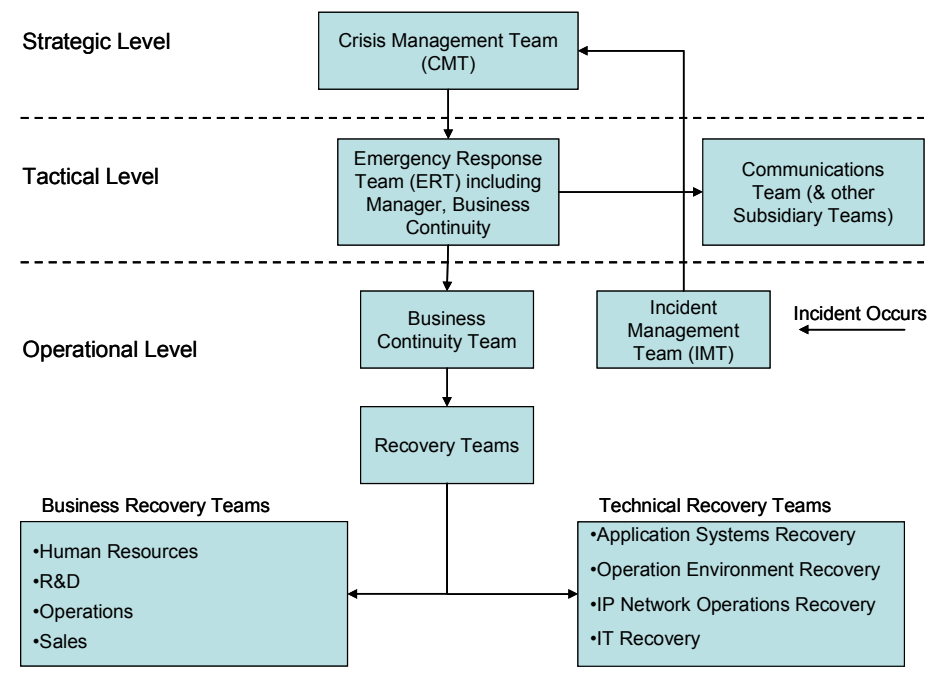 Strategic Level
Crisis Management Team
(CMT)
Tactical Level
Emergency Response
Team (ERT) including
Manager, Business
Continuity
Communications
Team (& other
Subsidiary Teams)
Operational Level
Business
Continuity Team
Incident
Management
Team (IMT)
Incident Occurs
Recovery Teams
Business Recovery Teams
•Human Resources
•R&D
•Operations
•Sales
Technical Recovery Teams
•Application Systems Recovery
•Operation Environment Recovery
•IP Network Operations Recovery
•IT Recovery